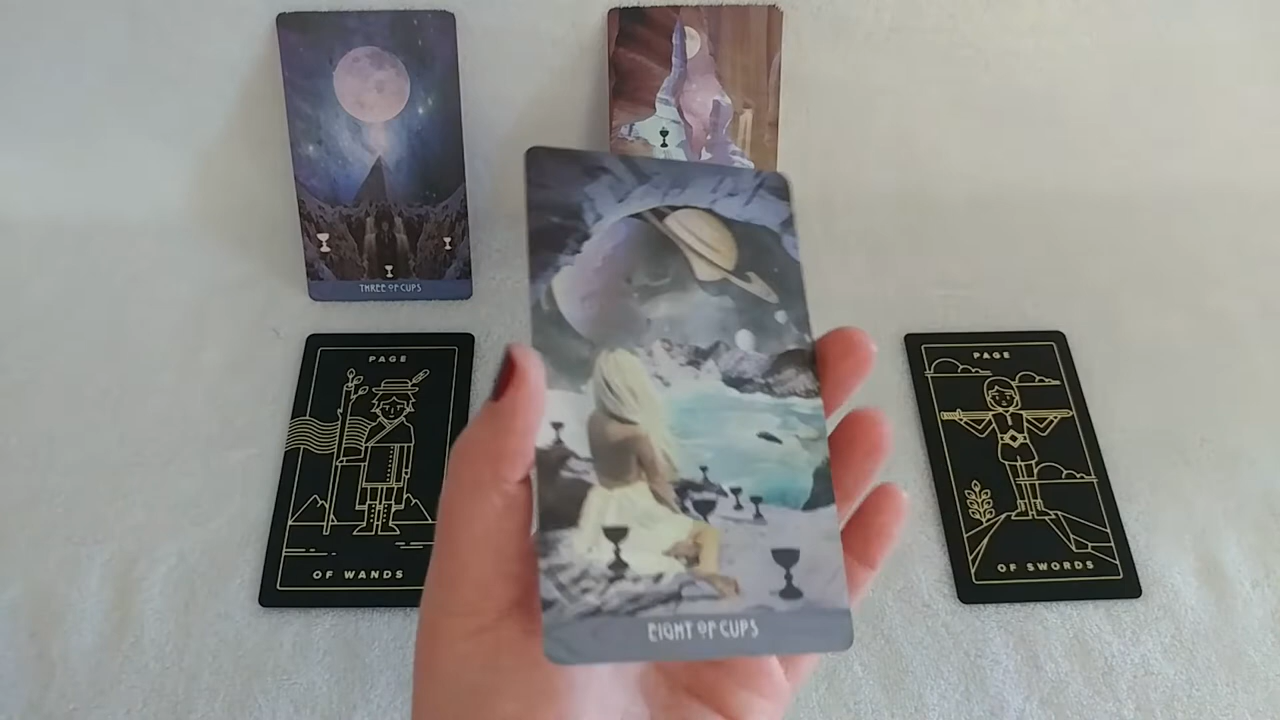 THREE OF CUPS
PAGE
OF WANDS
EIGHT OF CUPS
PAGE
OF SWORDS